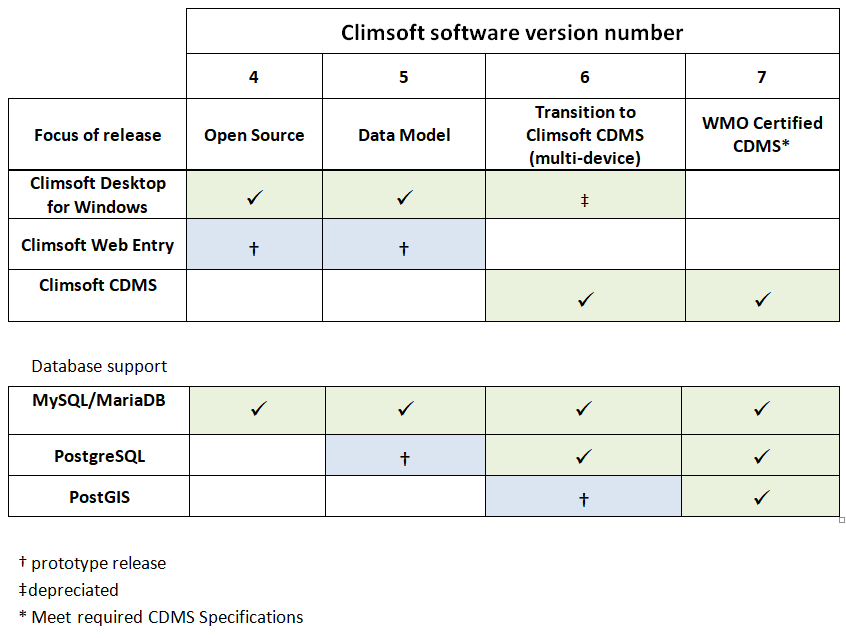 Climsoft software version number
4 5 6 7
Focus of release Open Source Data Model Transition to Climsoft CDMS (multi-device) WMO Certified CDMS*
Climsoft Desktop for Windows ✓ ✓ ‡
Climsoft Web Entry † †
Climsoft CDMS ✓ ✓
Database support
MySQL/MariaDB ✓ ✓ ✓ ✓
PostgreSQL † ✓ ✓
PostGIS † ✓
† prototype release
‡depreciated
* Meet required CDMS Specifications